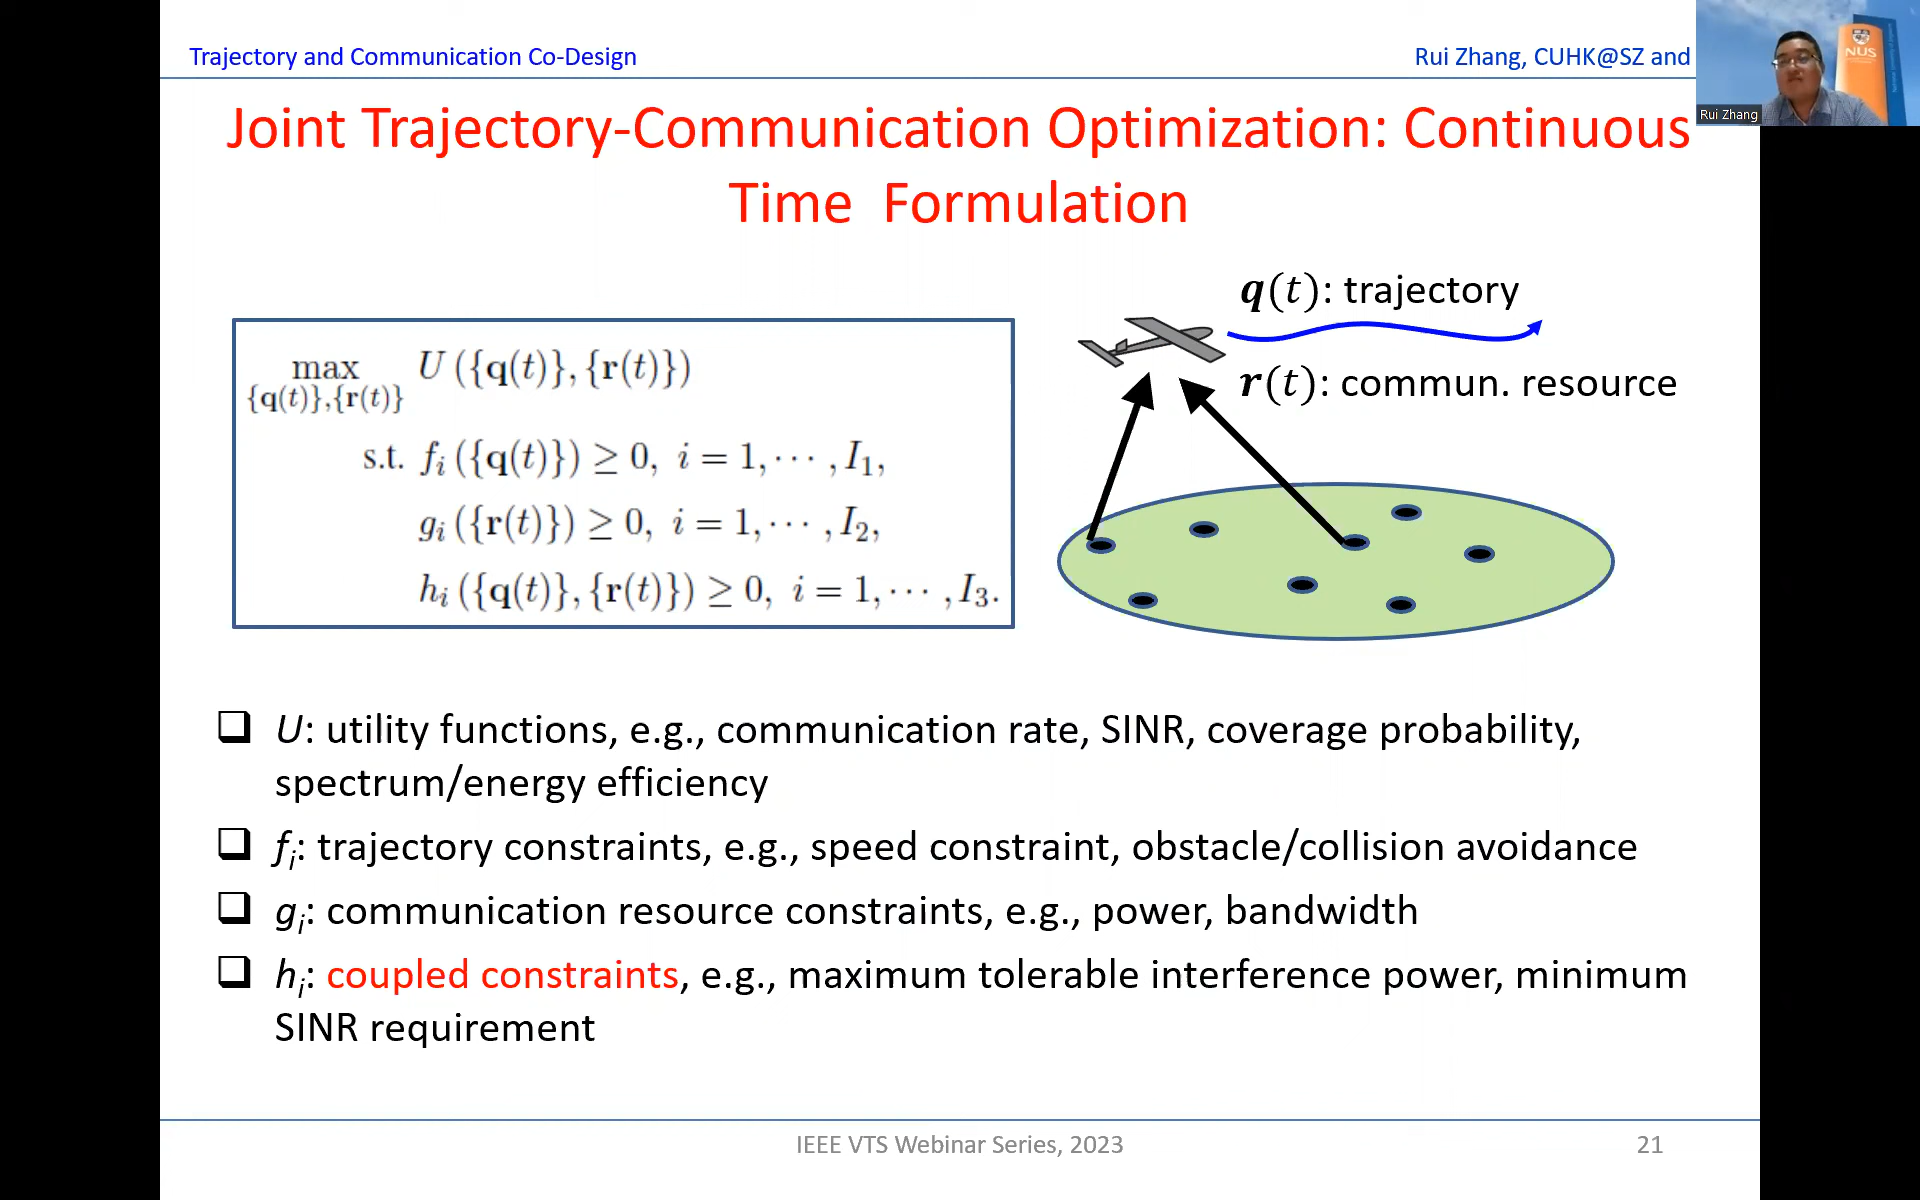 Trajectory and Communication Co-Design
Rui Zhang, CUHK@SZ and
NUS
Rui Zhang
Joint Trajectory-Communication Optimization: Continuous
Time Formulation
q(t): trajectory
r(t): commun. resource
max U ({q(t)}, {r(t)})
{q(t)},{r(t)}
s.t. f_i ({q(t)}) ≥ 0, i = 1, ⋯ , I_1,
g_i ({r(t)}) ≥ 0, i = 1, ⋯ , I_2,
h_i ({q(t)}, {r(t)}) ≥ 0, i = 1, ⋯ , I_3.
❑ U: utility functions, e.g., communication rate, SINR, coverage probability,
spectrum/energy efficiency
❑ f_i: trajectory constraints, e.g., speed constraint, obstacle/collision avoidance
❑ g_i: communication resource constraints, e.g., power, bandwidth
❑ h_i: coupled constraints, e.g., maximum tolerable interference power, minimum
SINR requirement
IEEE VTS Webinar Series, 2023
21